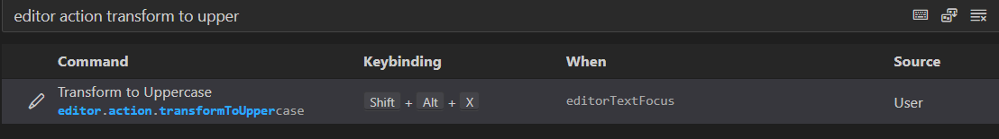 editor action transform to upper
Command Keybinding When Source
Transform to Uppercase
editor.action.transformToUppercase
Shift + Alt + X
editorTextFocus
User